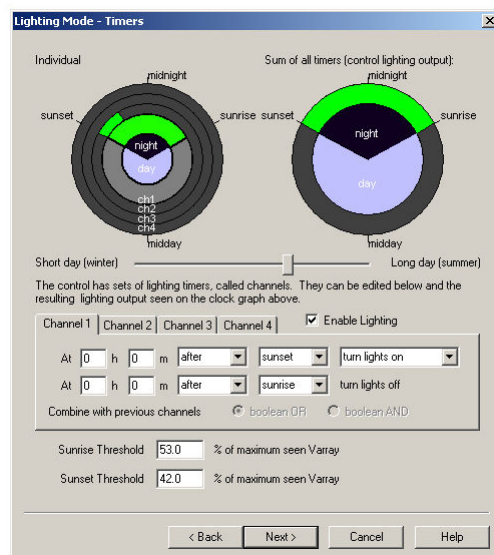 Lighting Mode - Timers
Individual
Sum of all timers (control lighting output):
midnight
sunset
sunrise
night
day
ch1
ch2
ch3
ch4
midday
midnight
sunset
sunrise
night
day
midday
Short day (winter)
Long day (summer)
The control has sets of lighting timers, called channels. They can be edited below and the
resulting lighting output seen on the clock graph above.
Channel 1 Channel 2 Channel 3 Channel 4 Enable Lighting
At 0 h 0 m after sunset turn lights on
At 0 h 0 m after sunrise turn lights off
Combine with previous channels boolean OR boolean AND
Sunrise Threshold 53.0 % of maximum seen Varray
Sunset Threshold 42.0 % of maximum seen Varray
< Back Next > Cancel Help